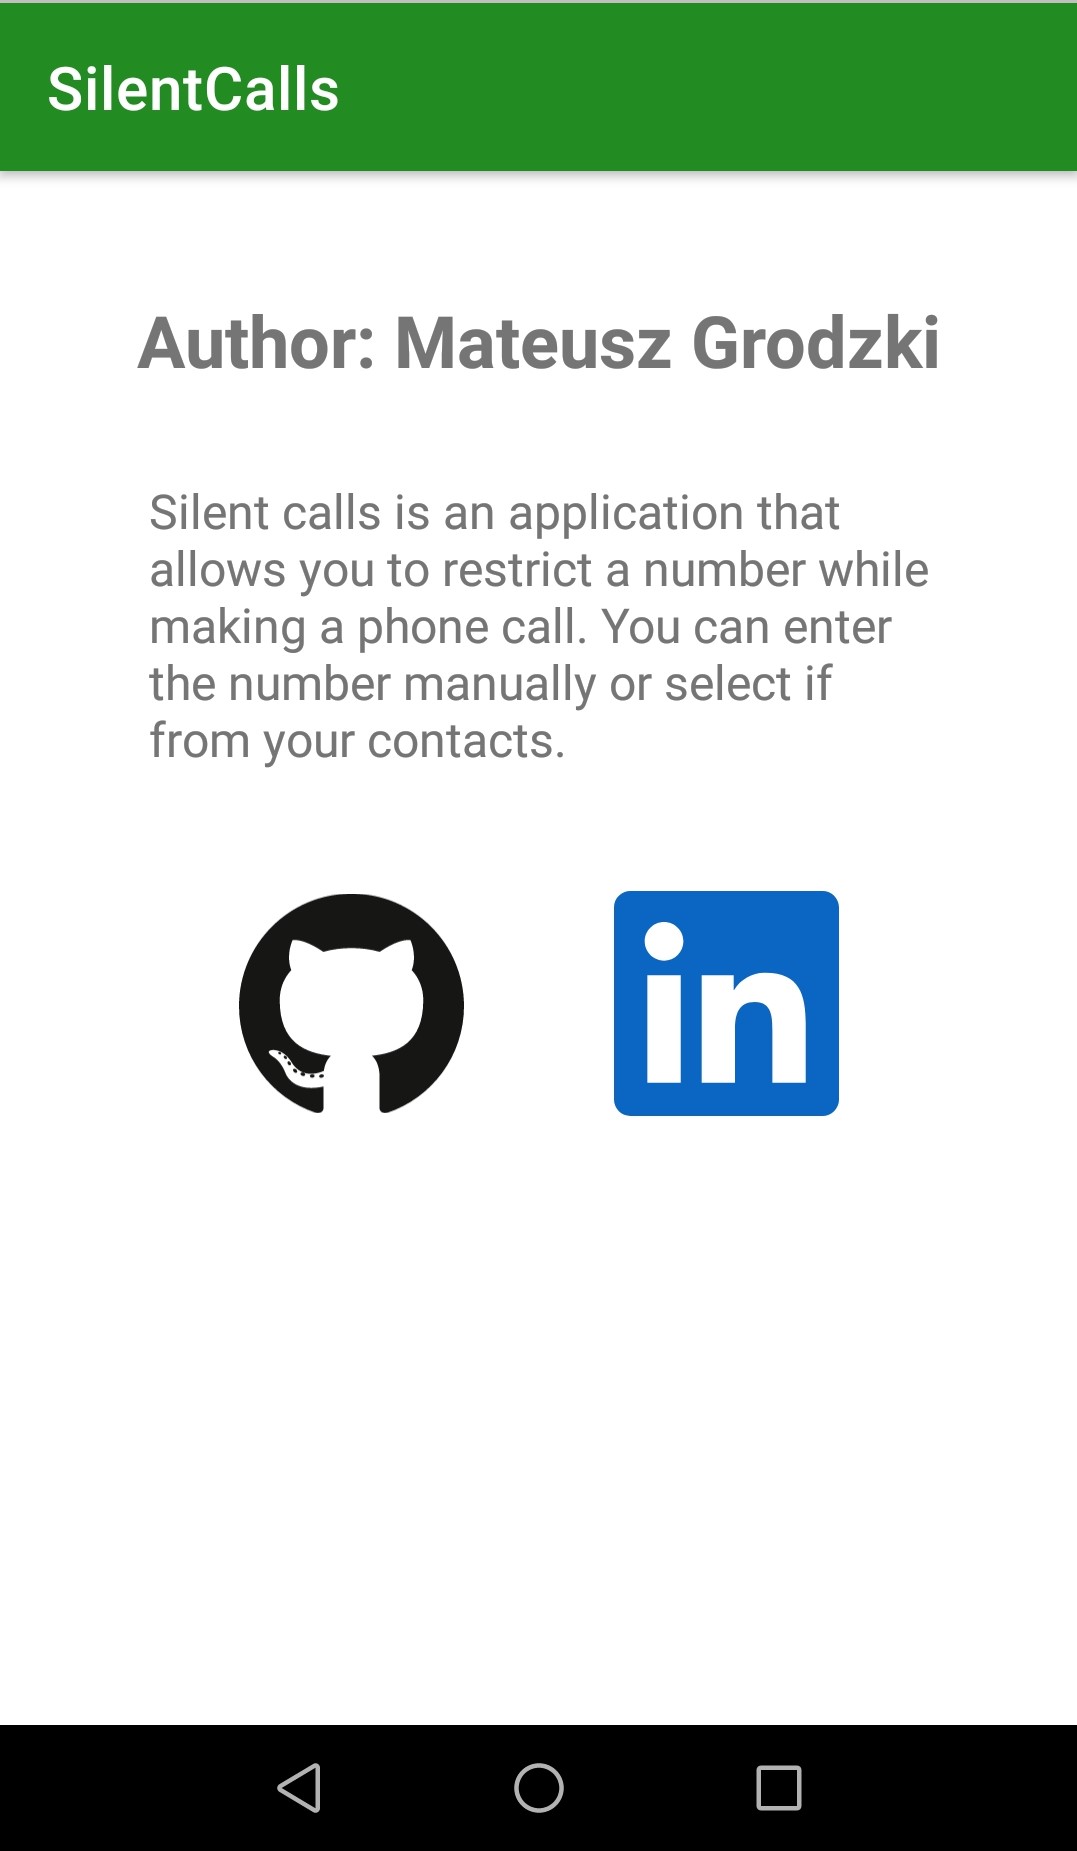 SilentCalls
Author: Mateusz Grodzki
Silent calls is an application that
allows you to restrict a number while
making a phone call. You can enter
the number manually or select if
from your contacts.
in